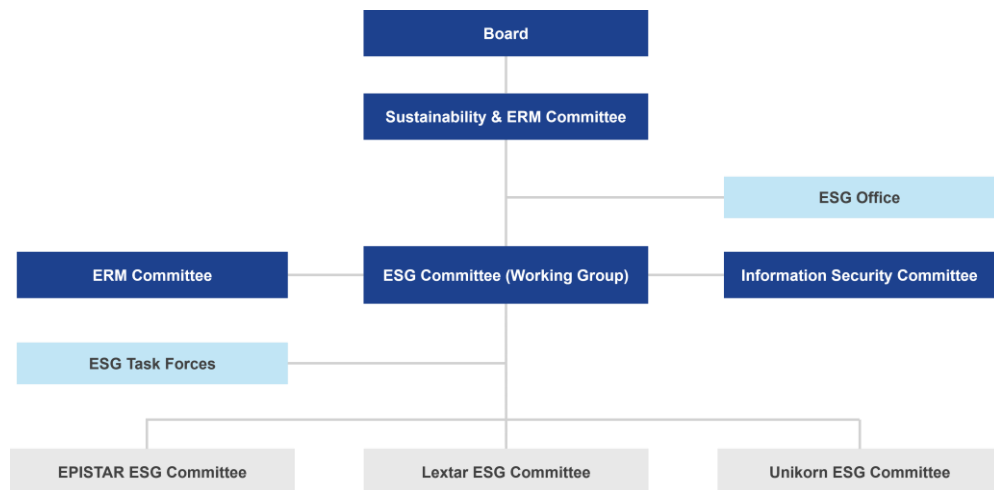 Board
Sustainability & ERM Committee
ESG Office
ERM Committee
ESG Committee (Working Group)
Information Security Committee
ESG Task Forces
EPISTAR ESG Committee
Lextar ESG Committee
Unikorn ESG Committee